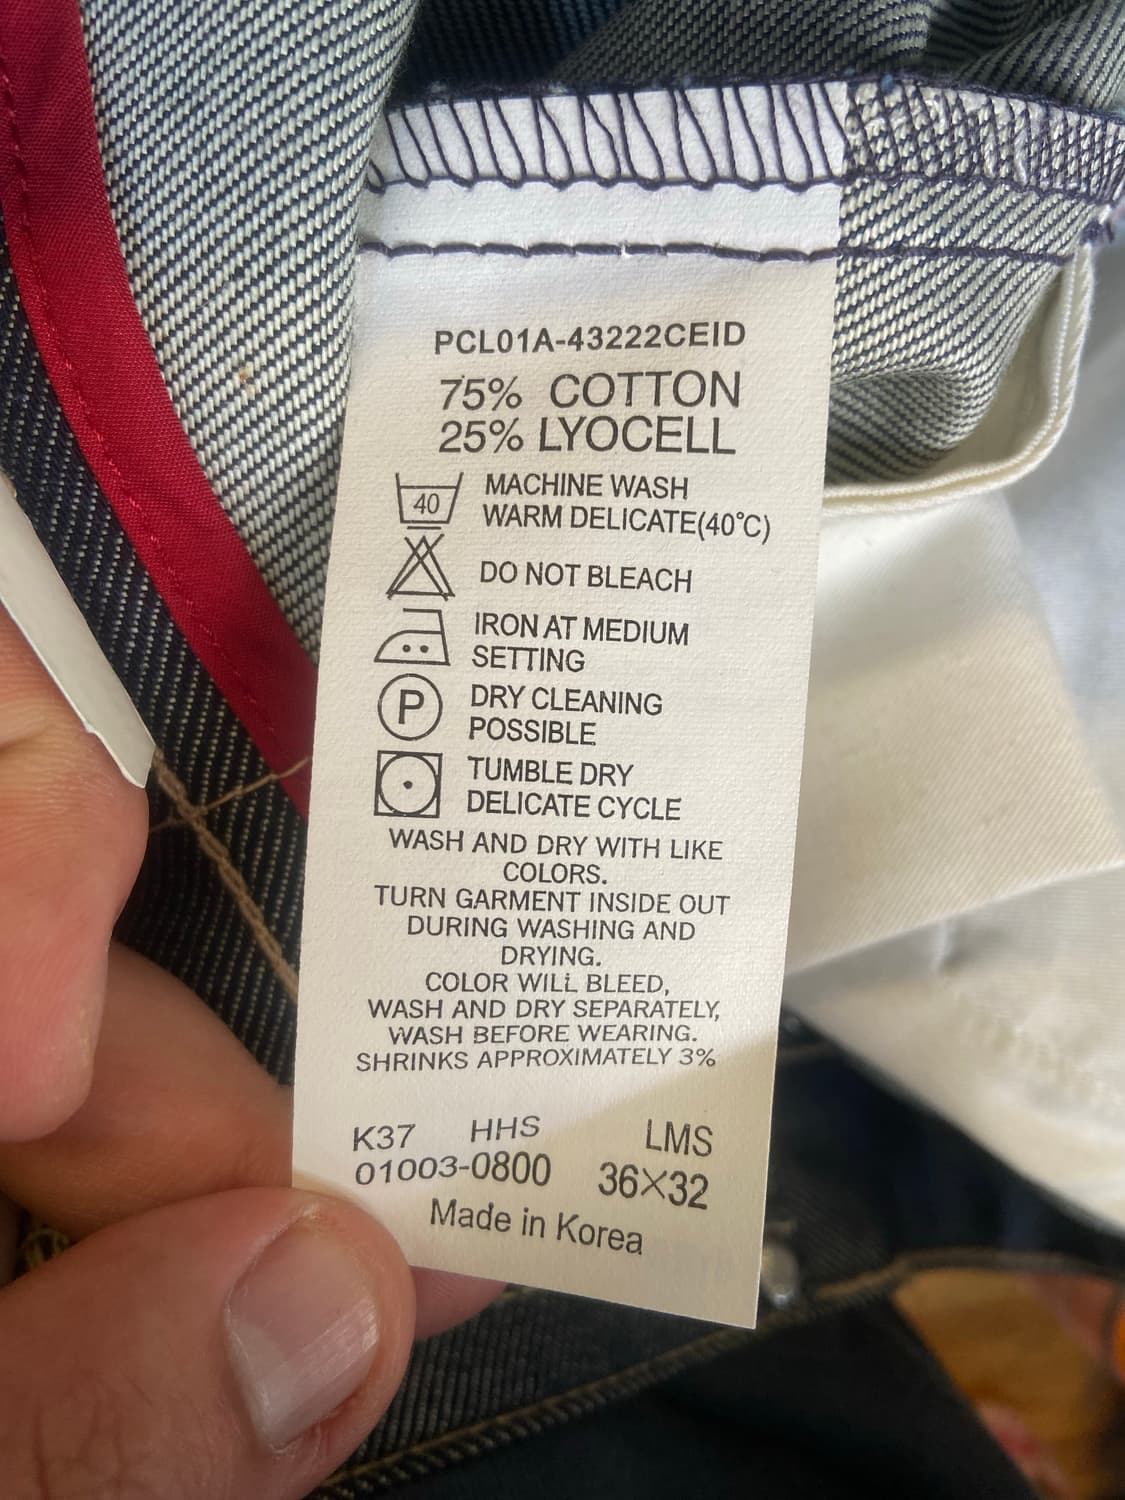 PCL01A-43222CEID
75% COTTON
25% LYOCELL
40
MACHINE WASH
WARM DELICATE(40°C)
DO NOT BLEACH
IRON AT MEDIUM
SETTING
P
DRY CLEANING
POSSIBLE
TUMBLE DRY
DELICATE CYCLE
WASH AND DRY WITH LIKE
COLORS.
TURN GARMENT INSIDE OUT
DURING WASHING AND
DRYING.
COLOR WILL BLEED,
WASH AND DRY SEPARATELY,
WASH BEFORE WEARING.
SHRINKS APPROXIMATELY 3%
K37 HHS LMS
01003-0800 36X32
Made in Korea